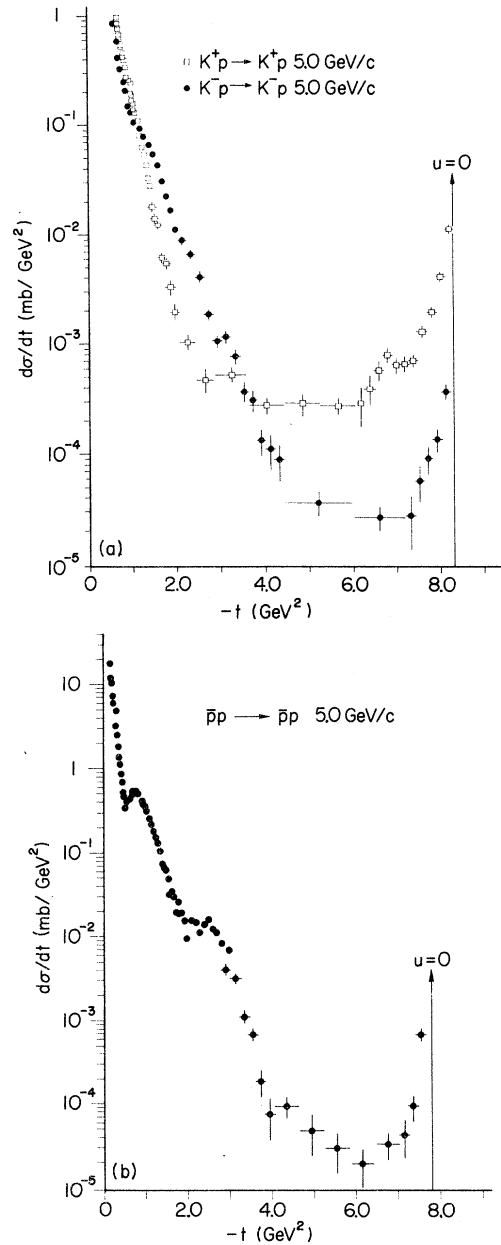 1
K⁺p → K⁺p 5.0 GeV/c
K⁻p → K⁻p 5.0 GeV/c
10⁻¹
u=0
10⁻²
dσ/dt (mb/GeV²)
10⁻³
10⁻⁴
10⁻⁵
(a)
0 2.0 4.0 6.0 8.0
-t (GeV²)
10
p̄p → p̄p 5.0 GeV/c
1
10⁻¹
dσ/dt (mb/GeV²)
10⁻²
u=0
10⁻³
10⁻⁴
(b)
10⁻⁵
0 2.0 4.0 6.0 8.0
-t (GeV²)